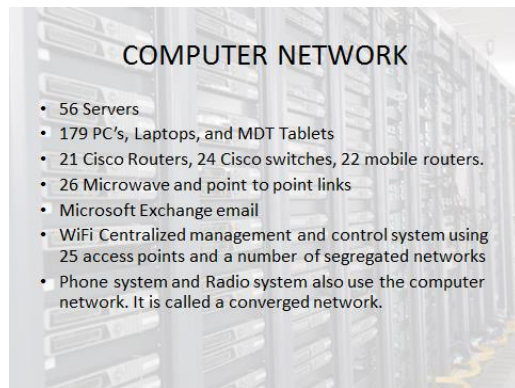 COMPUTER NETWORK
• 56 Servers
• 179 PC's, Laptops, and MDT Tablets
• 21 Cisco Routers, 24 Cisco switches, 22 mobile routers.
• 26 Microwave and point to point links
• Microsoft Exchange email
• WiFi Centralized management and control system using
25 access points and a number of segregated networks
• Phone system and Radio system also use the computer
network. It is called a converged network.